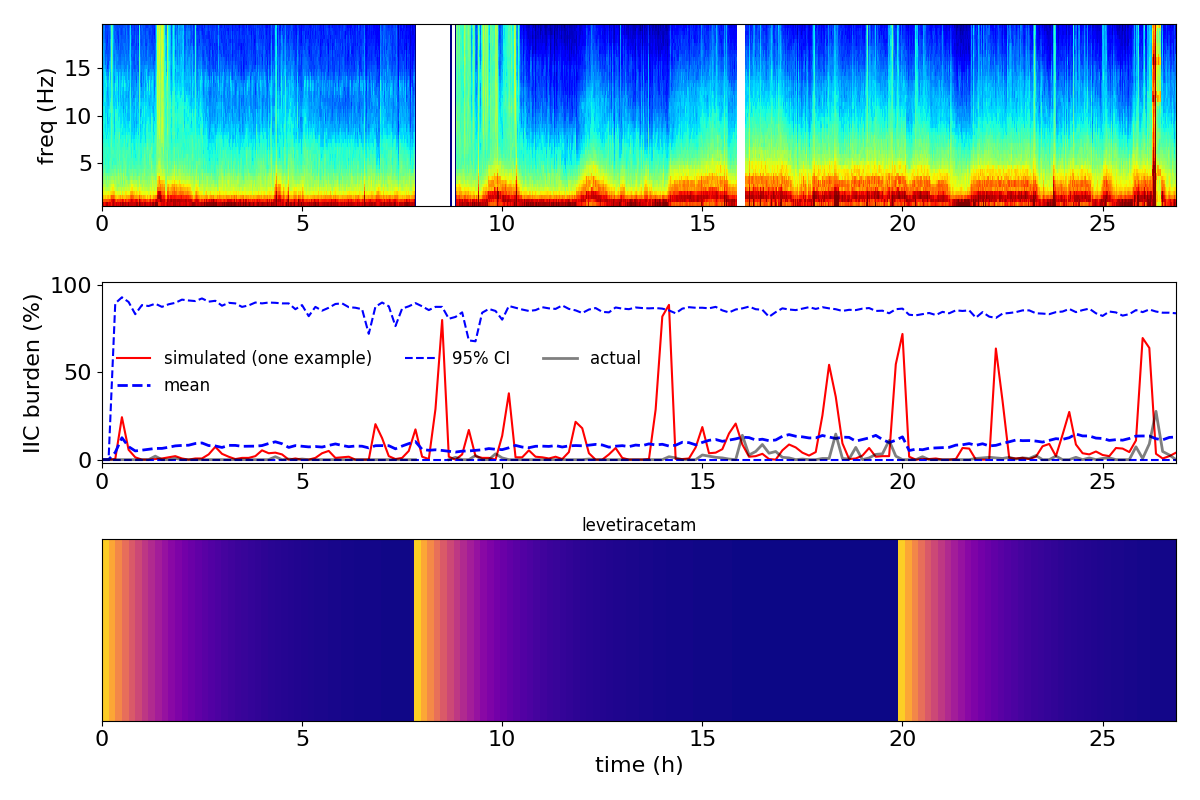 freq (Hz)
15
10
5
0 5 10 15 20 25
IIC burden (%)
100
50
0
simulated (one example) 95% CI actual
mean
0 5 10 15 20 25
levetiracetam
0 5 10 15 20 25
time (h)